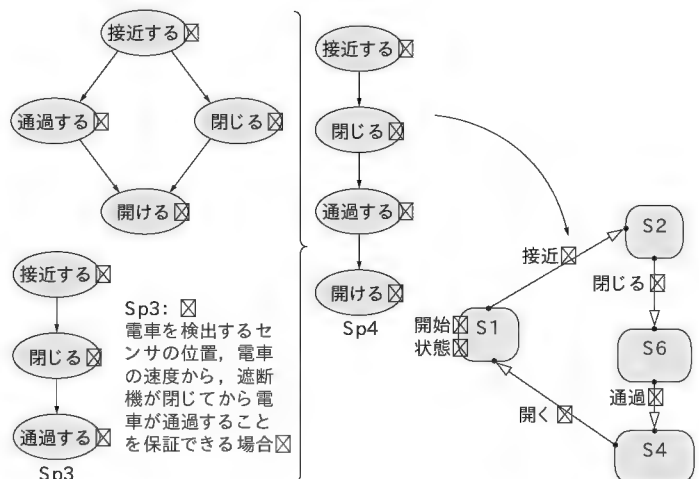 接近する
通過する
閉じる
開ける
接近する
閉じる
通過する
Sp3
Sp3:
電車を検出するセ
ンサの位置，電車
の速度から，遮断
機が閉じてから電
車が通過すること
を保証できる場合
接近する
閉じる
通過する
開ける
Sp4
接近
S2
閉じる
開始
状態
S1
S6
通過
開く
S4